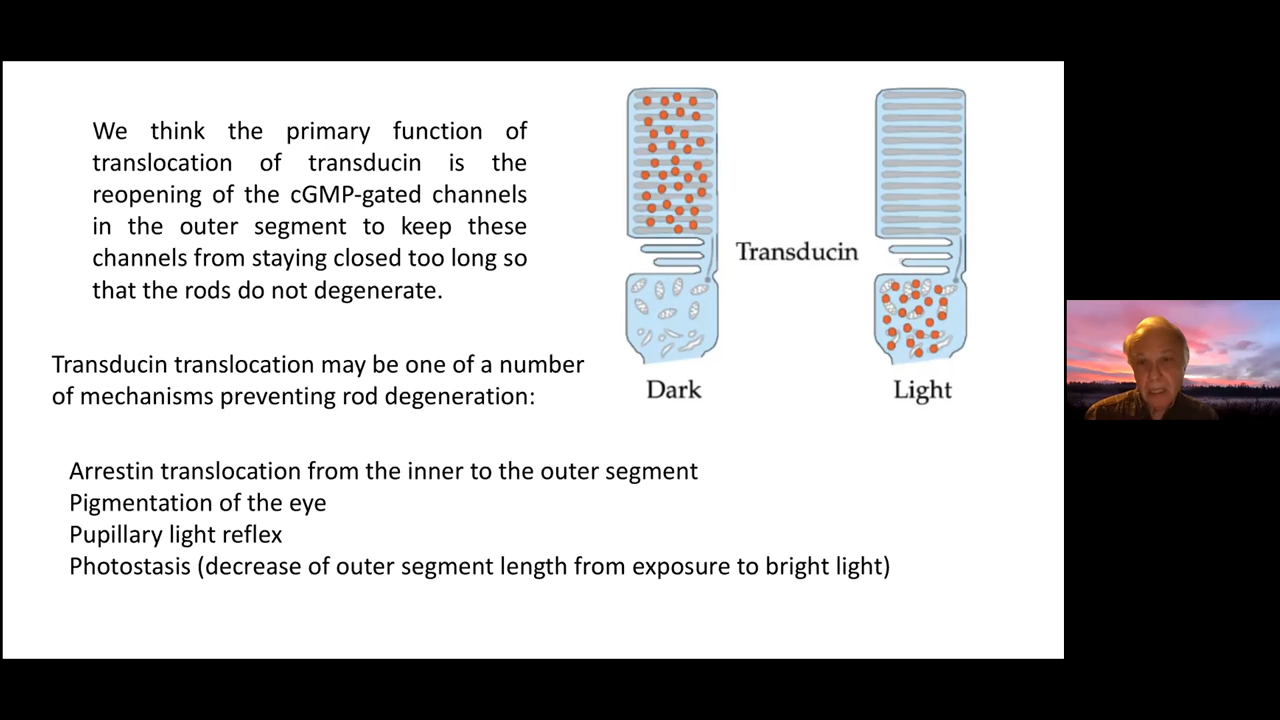 We think the primary function of
translocation of transducin is the
reopening of the cGMP-gated channels
in the outer segment to keep these
channels from staying closed too long so
that the rods do not degenerate.
Transducin
Dark
Light
Transducin translocation may be one of a number
of mechanisms preventing rod degeneration:
Arrestin translocation from the inner to the outer segment
Pigmentation of the eye
Pupillary light reflex
Photostasis (decrease of outer segment length from exposure to bright light)